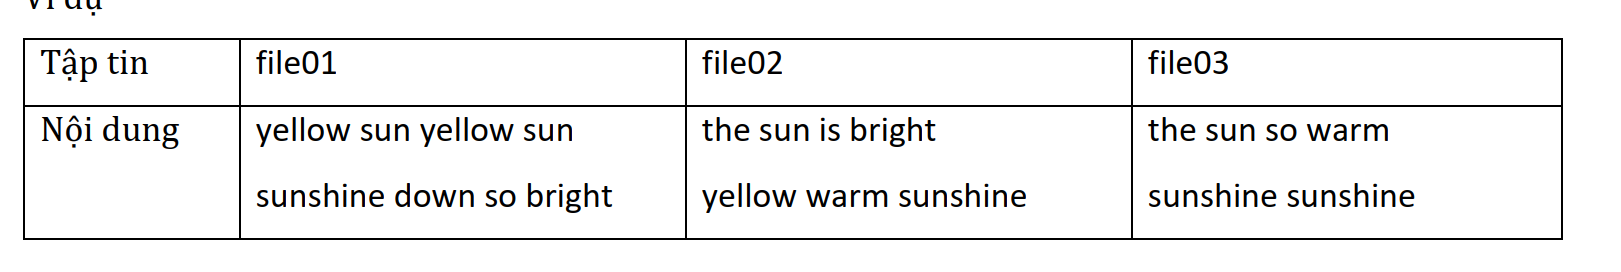 Ví dụ
Tập tin file01 file02 file03
Nội dung yellow sun yellow sun the sun is bright the sun so warm
sunshine down so bright yellow warm sunshine sunshine sunshine